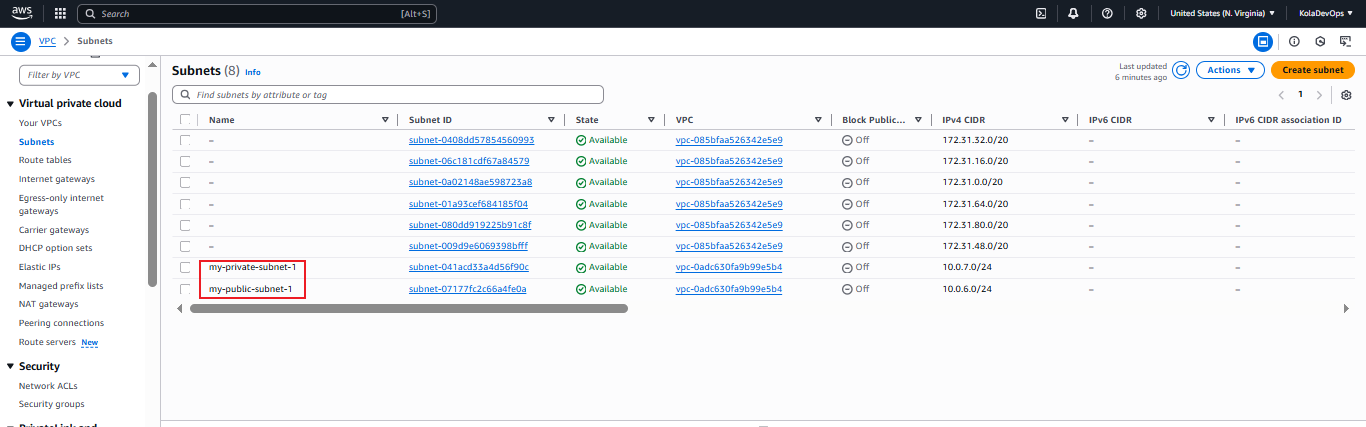 aws Search [Alt+S] United States (N. Virginia) KolaDevOps
VPC > Subnets
Filter by VPC
Virtual private cloud
Your VPCs
Subnets
Route tables
Internet gateways
Egress-only internet
gateways
Carrier gateways
DHCP option sets
Elastic IPs
Managed prefix lists
NAT gateways
Peering connections
Route servers New
Security
Network ACLs
Security groups
PrivateLink and
Subnets (8) Info
Last updated
6 minutes ago
Actions
Create subnet
Find subnets by attribute or tag
1
Name Subnet ID State VPC Block Public... IPv4 CIDR IPv6 CIDR IPv6 CIDR association ID
– subnet-0408dd57854560993 Available vpc-085bfaa526342e5e9 Off 172.31.32.0/20 – –
– subnet-06c181cdf67a84579 Available vpc-085bfaa526342e5e9 Off 172.31.16.0/20 – –
– subnet-0a02148ae598723a8 Available vpc-085bfaa526342e5e9 Off 172.31.0.0/20 – –
– subnet-01a93cef684185f04 Available vpc-085bfaa526342e5e9 Off 172.31.64.0/20 – –
– subnet-080dd919225b91c8f Available vpc-085bfaa526342e5e9 Off 172.31.80.0/20 – –
– subnet-009d9e6069398bfff Available vpc-085bfaa526342e5e9 Off 172.31.48.0/20 – –
my-private-subnet-1 subnet-041acd33a4d56f90c Available vpc-0adc630fa9b99e5b4 Off 10.0.7.0/24 – –
my-public-subnet-1 subnet-07177fc2c66a4fe0a Available vpc-0adc630fa9b99e5b4 Off 10.0.6.0/24 – –